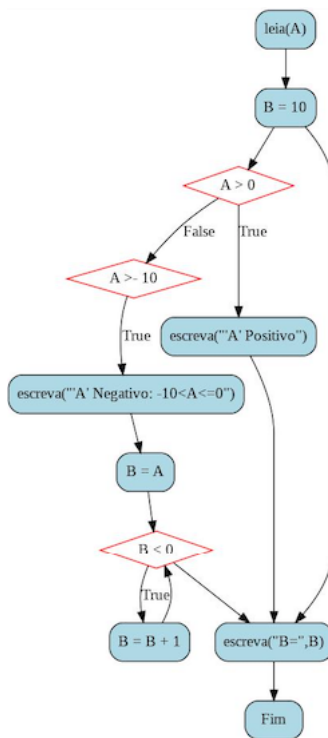 leia(A)
B = 10
A > 0
False
True
A >- 10
True
escreva("'A' Positivo")
escreva("'A' Negativo: -10<A<=0")
B = A
B < 0
True
B = B + 1
escreva("B=",B)
Fim